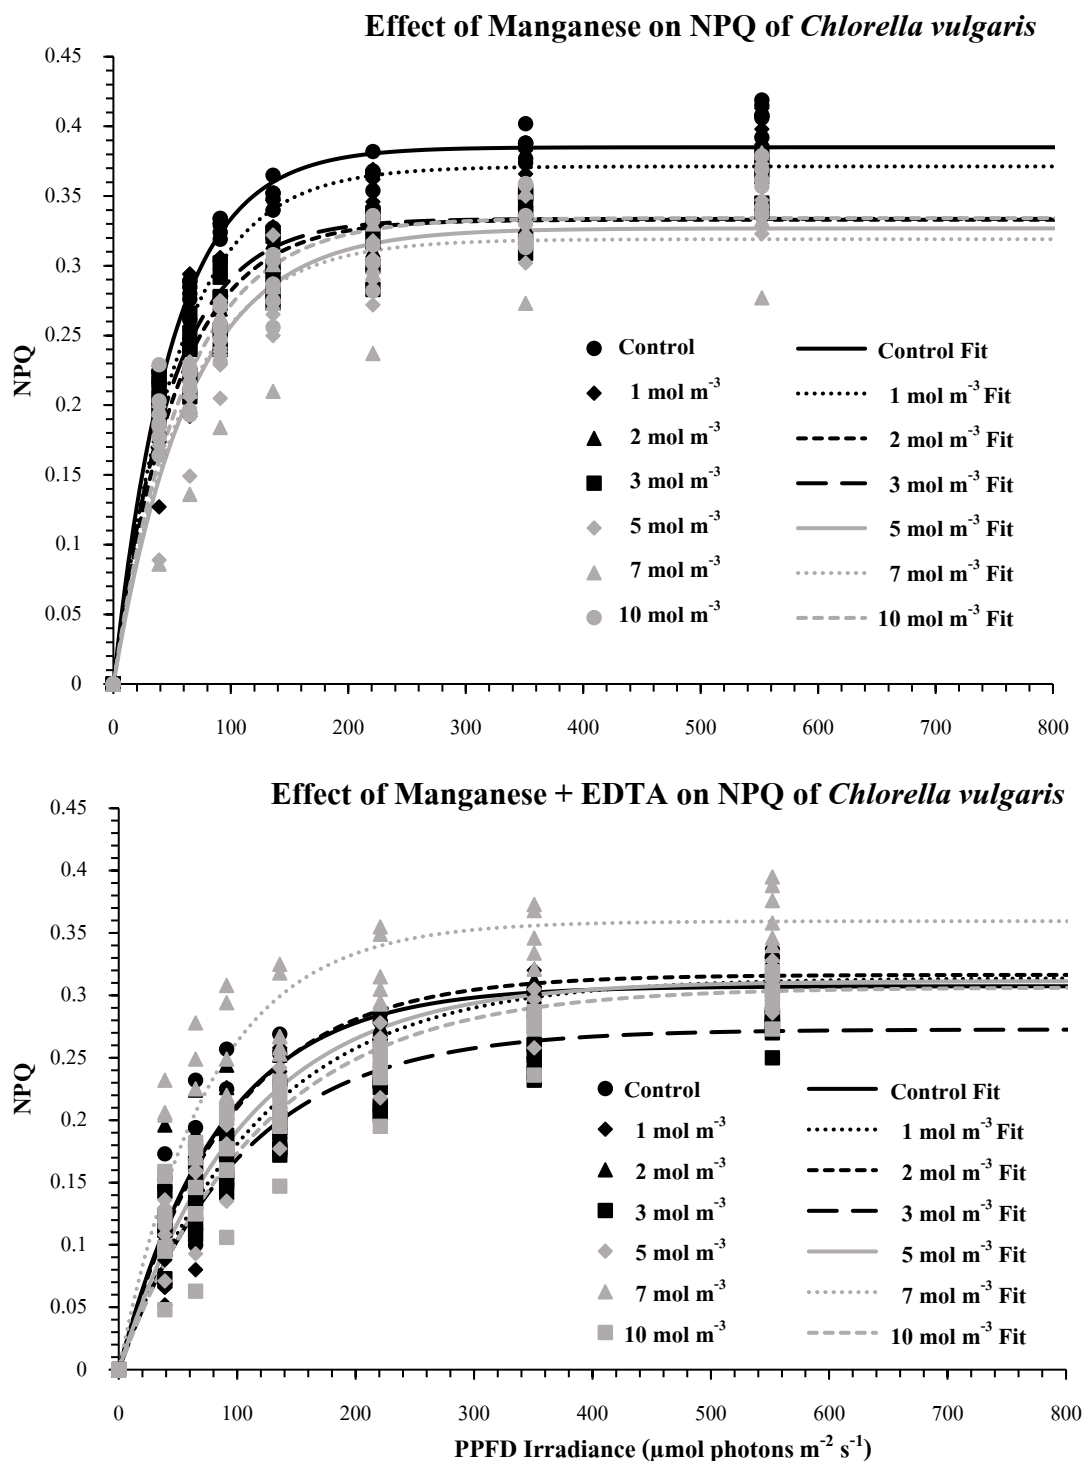 Effect of Manganese on NPQ of Chlorella vulgaris
0.45
0.4
0.35
0.3
0.25
0.2
0.15
0.1
0.05
0
NPQ
Control
1 mol m⁻³
2 mol m⁻³
3 mol m⁻³
5 mol m⁻³
7 mol m⁻³
10 mol m⁻³
Control Fit
1 mol m⁻³ Fit
2 mol m⁻³ Fit
3 mol m⁻³ Fit
5 mol m⁻³ Fit
7 mol m⁻³ Fit
10 mol m⁻³ Fit
0 100 200 300 400 500 600 700 800
Effect of Manganese + EDTA on NPQ of Chlorella vulgaris
0.45
0.4
0.35
0.3
0.25
0.2
0.15
0.1
0.05
0
NPQ
Control
1 mol m⁻³
2 mol m⁻³
3 mol m⁻³
5 mol m⁻³
7 mol m⁻³
10 mol m⁻³
Control Fit
1 mol m⁻³ Fit
2 mol m⁻³ Fit
3 mol m⁻³ Fit
5 mol m⁻³ Fit
7 mol m⁻³ Fit
10 mol m⁻³ Fit
0 100 200 300 400 500 600 700 800
PPFD Irradiance (µmol photons m⁻² s⁻¹)